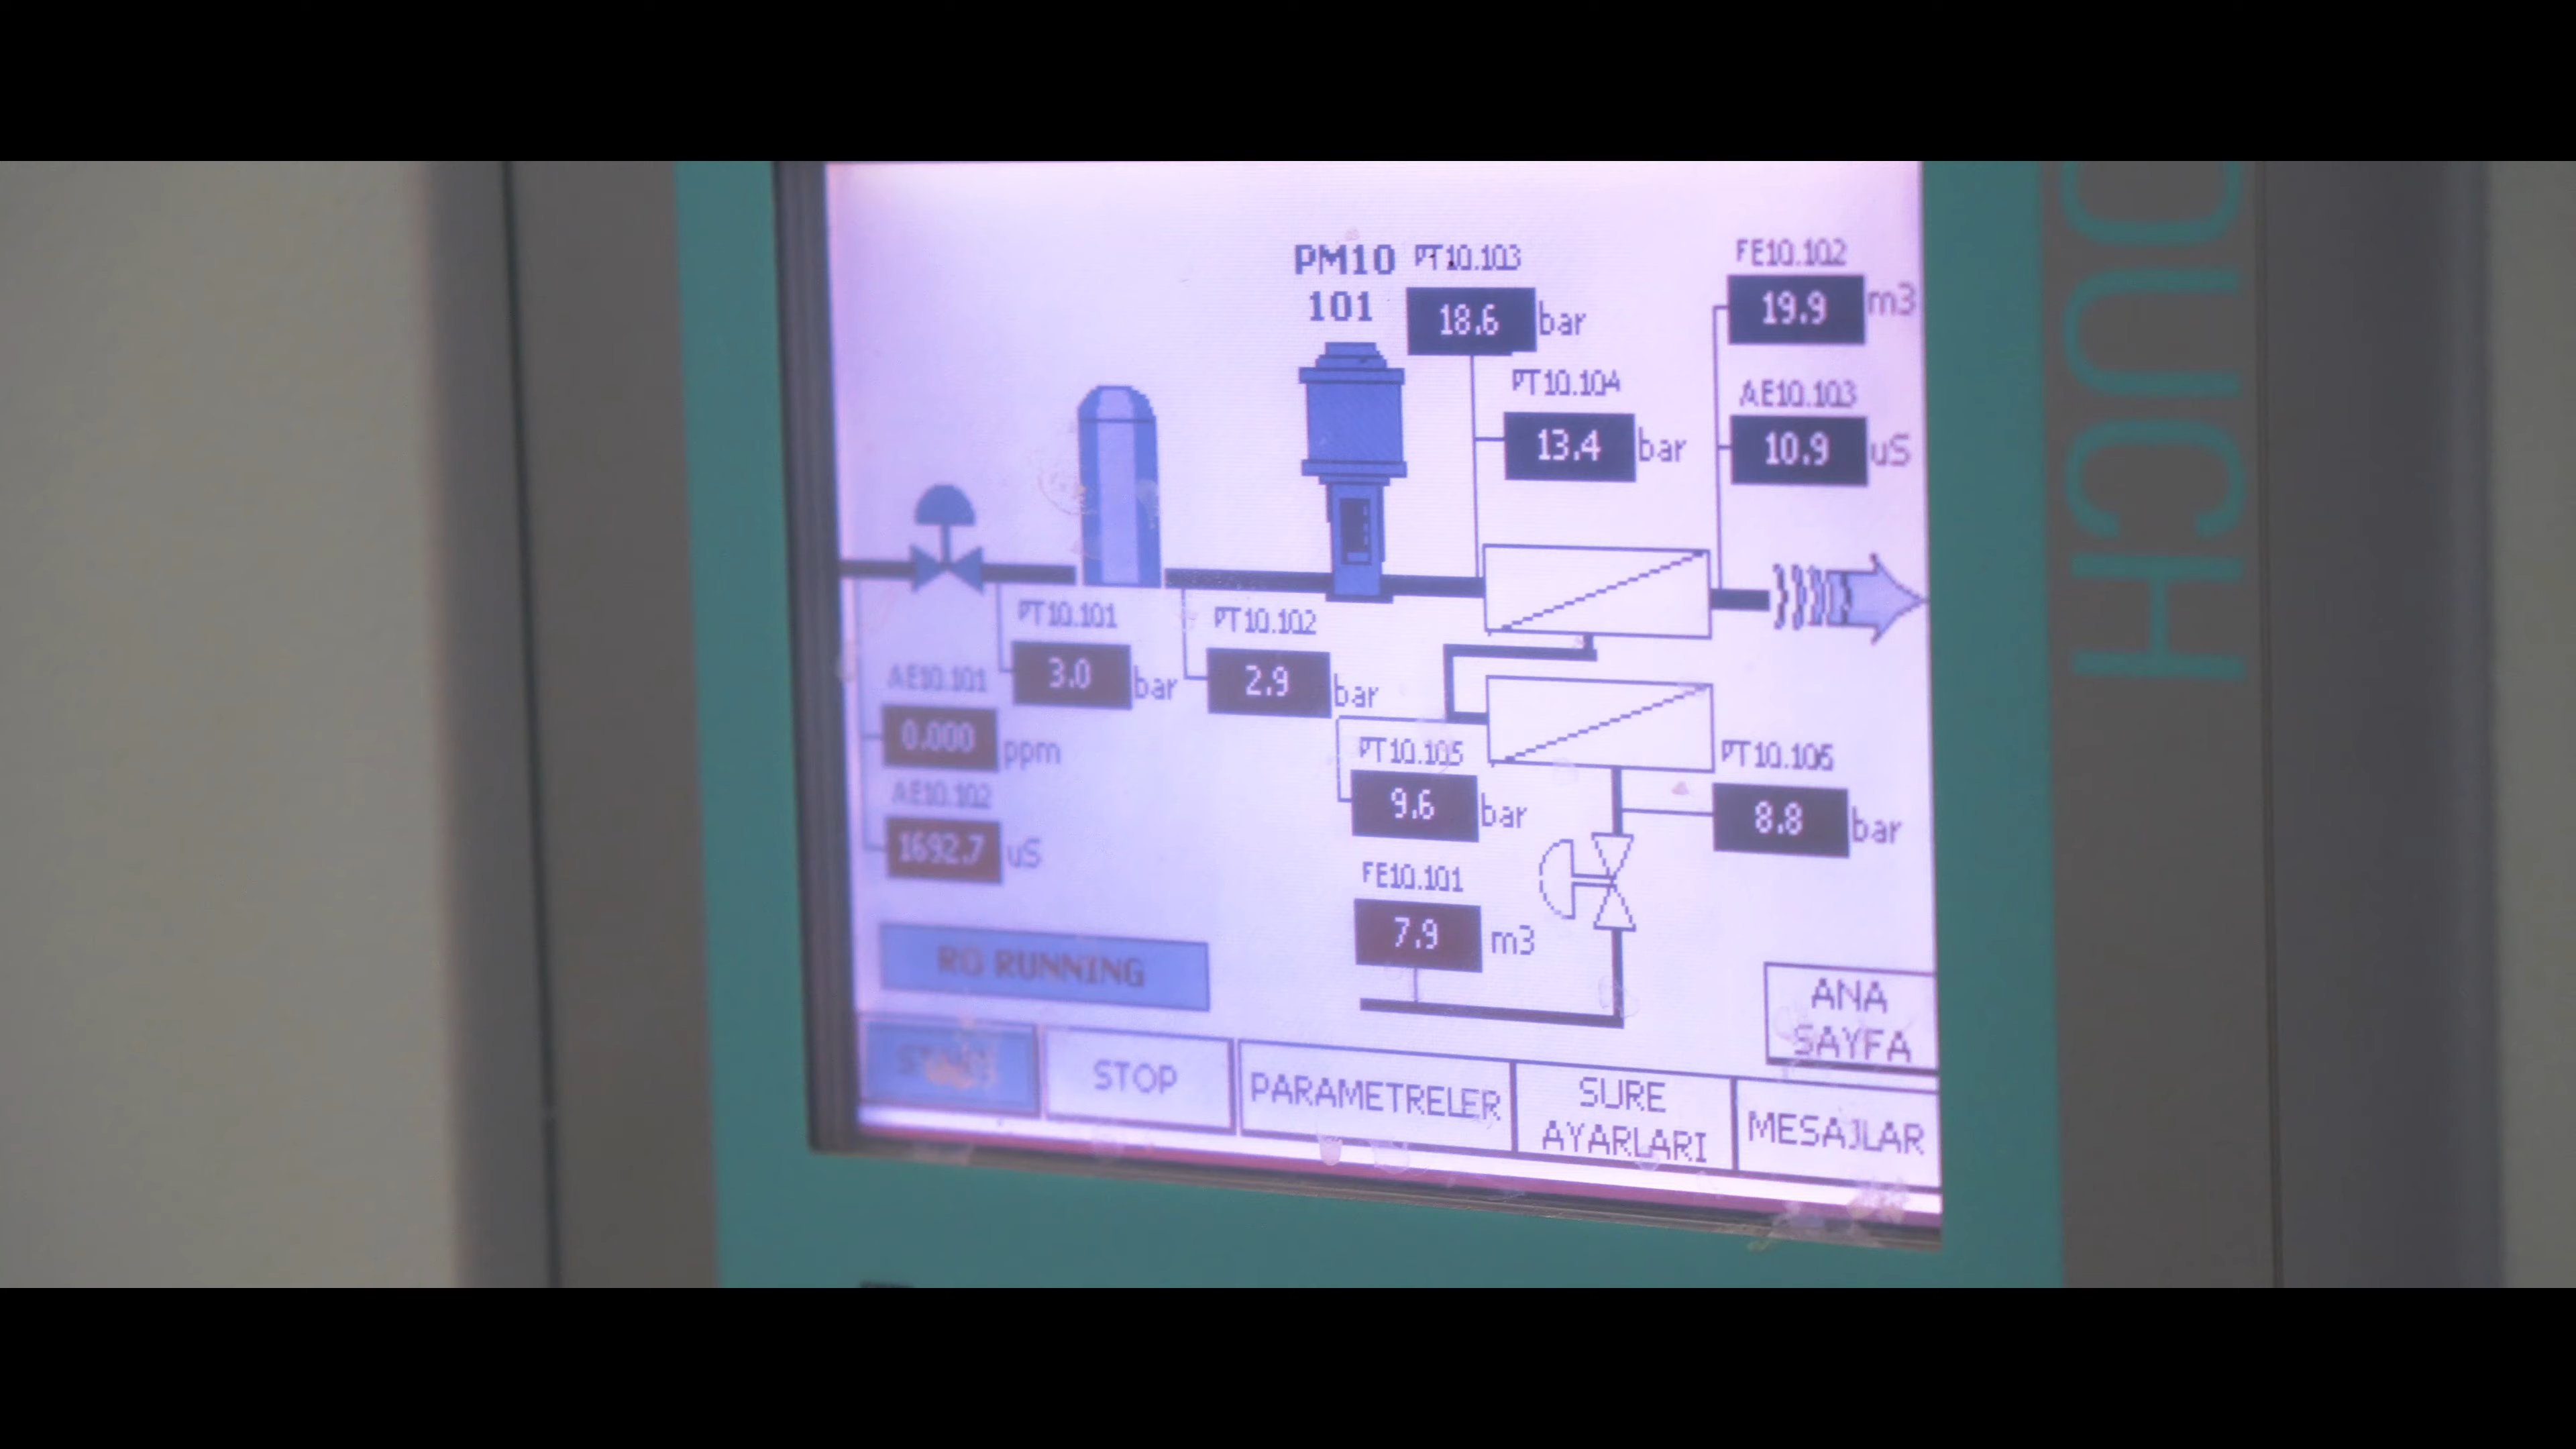 PM10
101
PT10.103
18.6 bar
FE10.102
19.9 m3
PT10.104
13.4 bar
AE10.103
10.9 uS
PT10.101
3.0 bar
PT10.102
2.9 bar
AE10.101
0.000 ppm
AE10.102
1692.7 uS
PT10.105
9.6 bar
PT10.106
8.8 bar
FE10.101
7.9 m3
RO RUNNING
ANA
SAYFA
STOP
PARAMETRELER
SURE
AYARLARI
MESAJLAR
OUCH